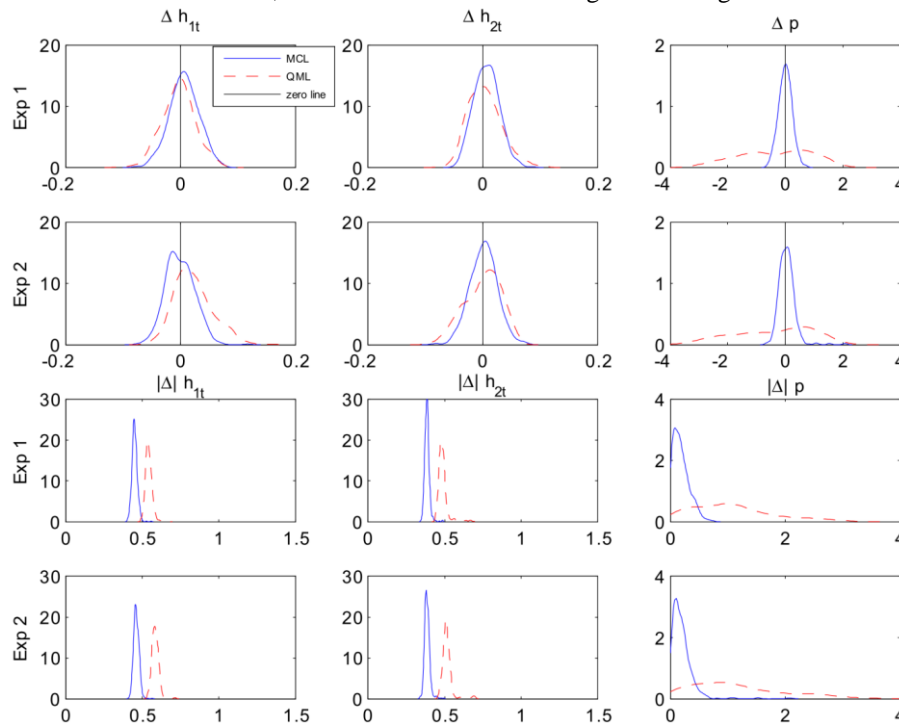 Δ h1t Δ h2t Δ p
20 20 2
MCL
QML
zero line
Exp 1 10 10 1
0 0 0
-0.2 0 0.2 -0.2 0 0.2 -4 -2 0 2 4
20 20 2
Exp 2 10 10 1
0 0 0
-0.2 0 0.2 -0.2 0 0.2 -4 -2 0 2 4
|Δ| h1t |Δ| h2t |Δ| p
30 30 4
Exp 1 20 20 2
10 10
0 0 0
0 0.5 1 1.5 0 0.5 1 1.5 0 2 4
30 30 4
Exp 2 20 20 2
10 10
0 0 0
0 0.5 1 1.5 0 0.5 1 1.5 0 2 4